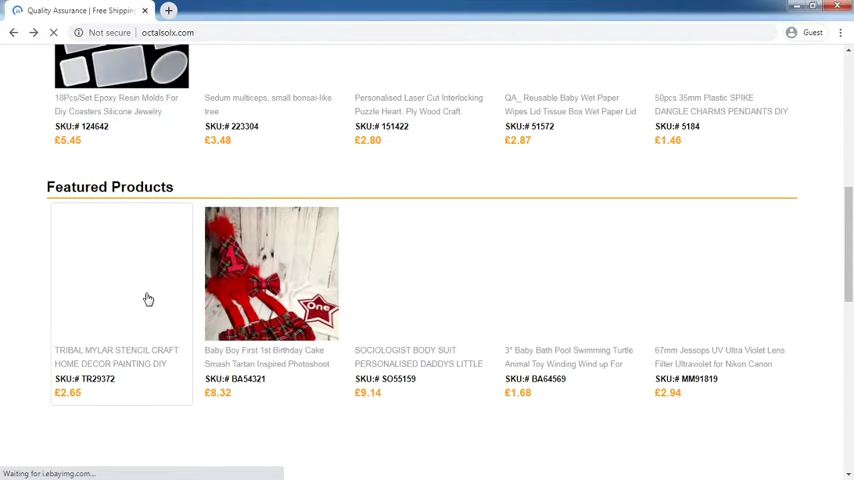 Quality Assurance | Free Shipping
Not secure
octalsolx.com
Guest
18Pcs/Set Epoxy Resin Molds For
Diy Coasters Silicone Jewelry
SKU:# 124642
£5.45
Sedum multiceps, small bonsai-like
tree
SKU:# 223304
£3.48
Personalised Laser Cut Interlocking
Puzzle Heart. Ply Wood Craft.
SKU:# 151422
£2.80
QA_ Reusable Baby Wet Paper
Wipes Lid Tissue Box Wet Paper Lid
SKU:# 51572
£2.87
50pcs 35mm Plastic SPIKE
DANGLE CHARMS PENDANTS DIY
SKU:# 5184
£1.46
Featured Products
1
One
TRIBAL MYLAR STENCIL CRAFT
HOME DECOR PAINTING DIY
SKU:# TR29372
£2.65
Baby Boy First 1st Birthday Cake
Smash Tartan Inspired Photoshoot
SKU:# BA54321
£8.32
SOCIOLOGIST BODY SUIT
PERSONALISED DADDYS LITTLE
SKU:# SO55159
£9.14
3* Baby Bath Pool Swimming Turtle
Animal Toy Winding Wind up For
SKU:# BA64569
£1.68
67mm Jessops UV Ultra Violet Lens
Filter Ultraviolet for Nikon Canon
SKU:# MM91819
£2.94
Waiting for i.ebayimg.com...